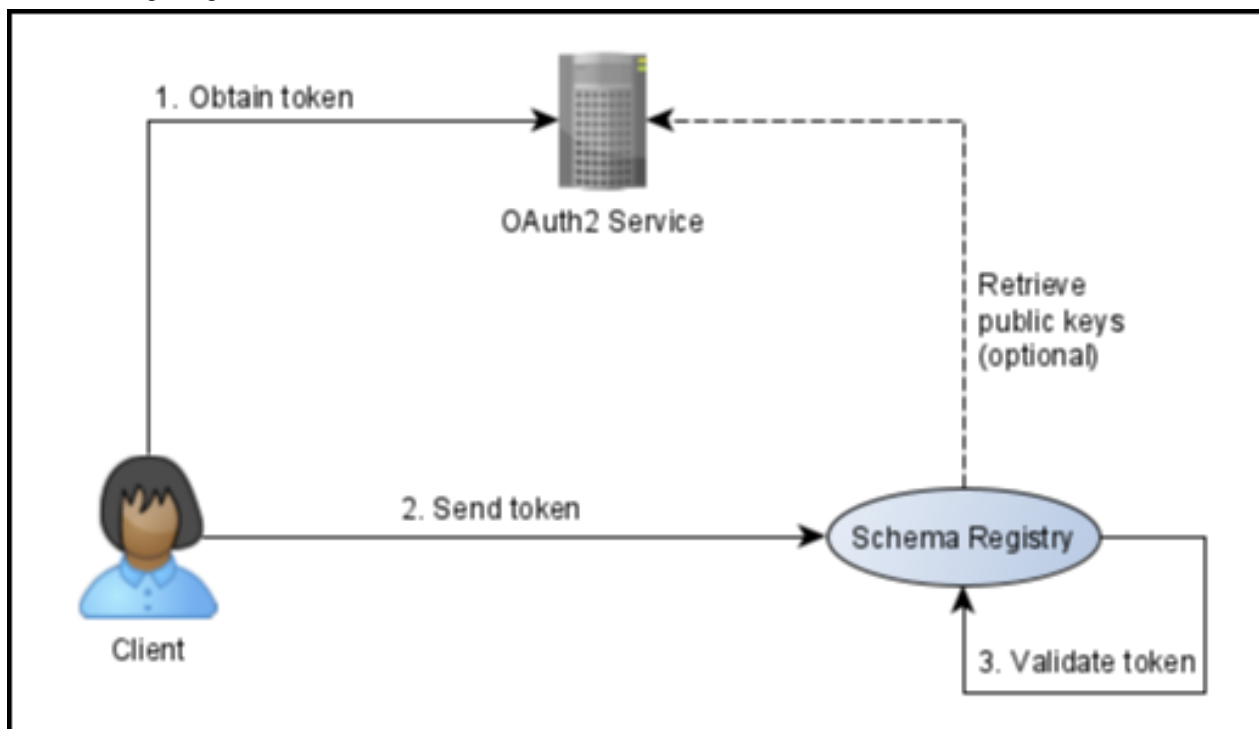 1. Obtain token
OAuth2 Service
Retrieve
public keys
(optional)
2. Send token
Schema Registry
Client
3. Validate token